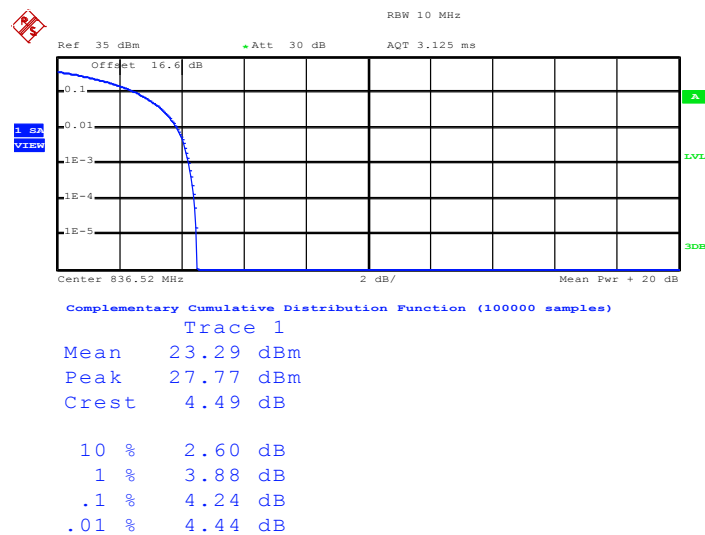 RBW 10 MHz
R&S
Ref 35 dBm * Att 30 dB AQT 3.125 ms
Offset 16.6 dB
0.1
A
0.01
1 SA
VIEW
1E-3
LVL
1E-4
1E-5
3DB
Center 836.52 MHz 2 dB/ Mean Pwr + 20 dB
Complementary Cumulative Distribution Function (100000 samples)
Trace 1
Mean 23.29 dBm
Peak 27.77 dBm
Crest 4.49 dB
10 % 2.60 dB
1 % 3.88 dB
.1 % 4.24 dB
.01 % 4.44 dB